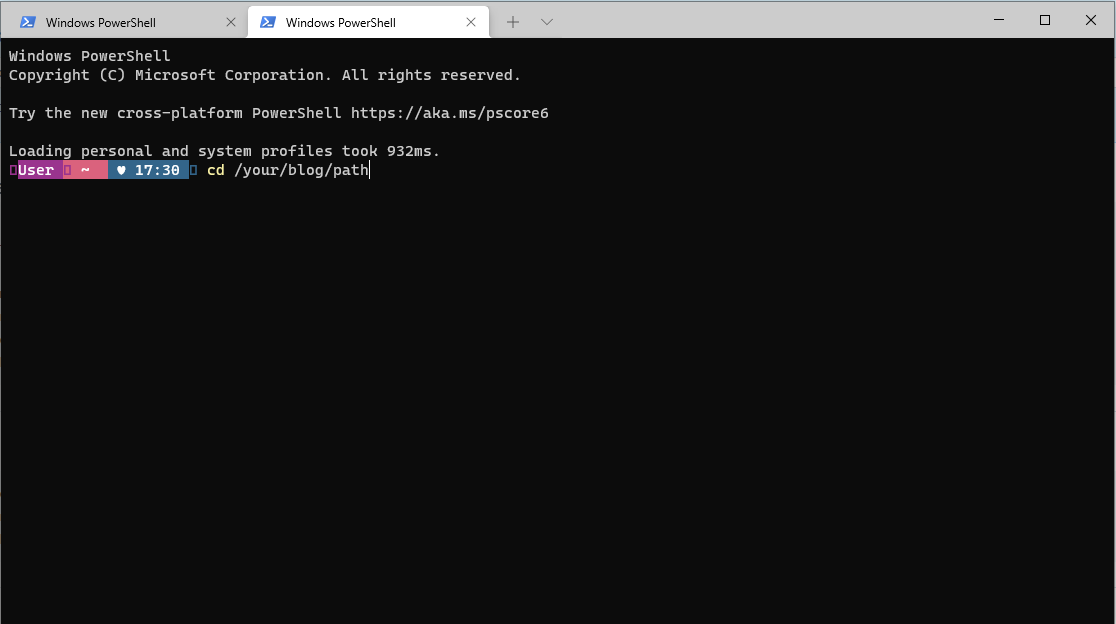 Windows PowerShell
Windows PowerShell
Windows PowerShell
Copyright (C) Microsoft Corporation. All rights reserved.
Try the new cross-platform PowerShell https://aka.ms/pscore6
Loading personal and system profiles took 932ms.
User ~ ♥ 17:30 cd /your/blog/path